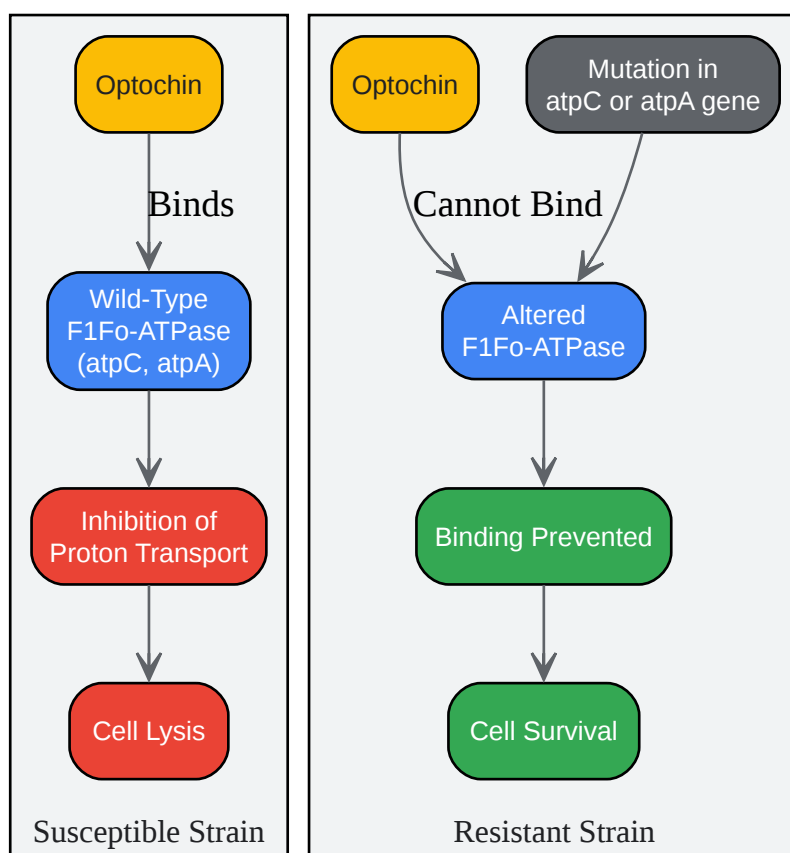 Optochin
Binds
Wild-Type
F1Fo-ATPase
(atpC, atpA)
Inhibition of
Proton Transport
Cell Lysis
Susceptible Strain
Optochin
Mutation in
atpC or atpA gene
Cannot Bind
Altered
F1Fo-ATPase
Binding Prevented
Cell Survival
Resistant Strain